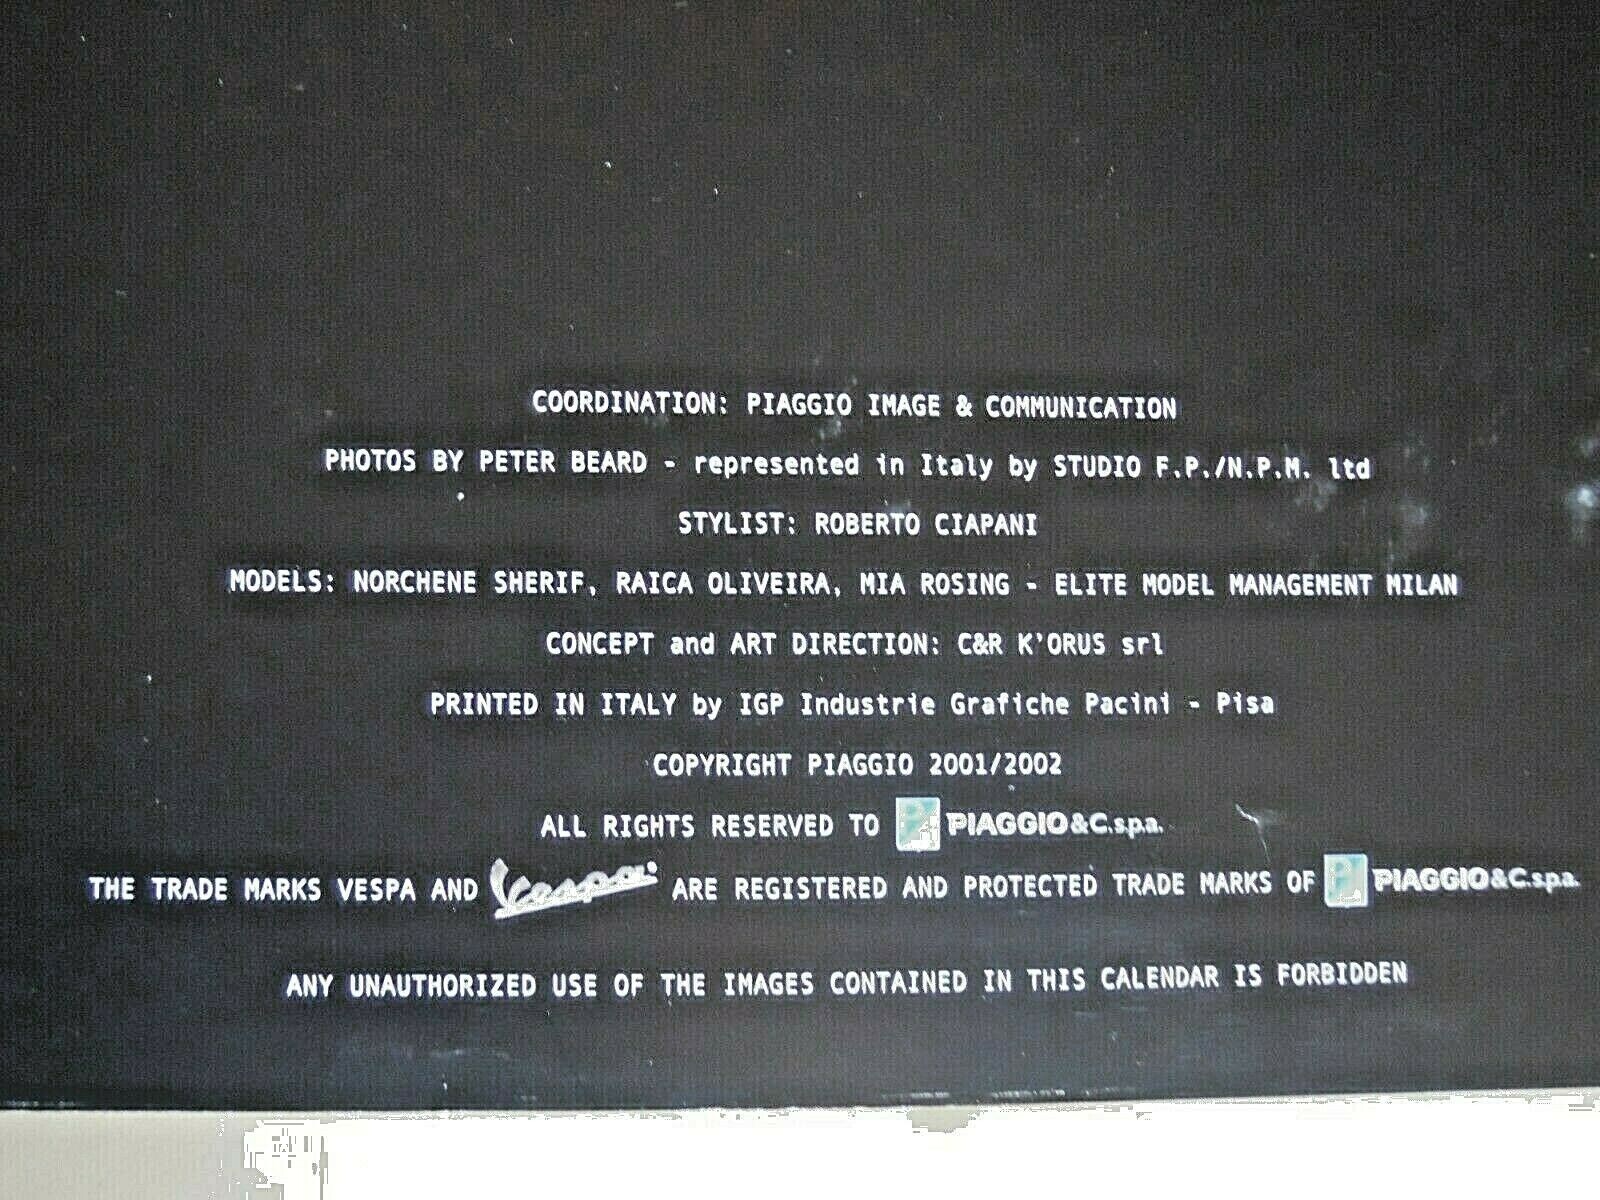 COORDINATION: PIAGGIO IMAGE & COMMUNICATION
PHOTOS BY PETER BEARD - represented in Italy by STUDIO F.P./N.P.M. ltd
STYLIST: ROBERTO CIAPANI
MODELS: NORCHENE SHERIF, RAICA OLIVEIRA, MIA ROSING - ELITE MODEL MANAGEMENT MILAN
CONCEPT and ART DIRECTION: C&R K'ORUS srl
PRINTED IN ITALY by IGP Industrie Grafiche Pacini - Pisa
COPYRIGHT PIAGGIO 2001/2002
ALL RIGHTS RESERVED TO P PIAGGIO&C.s.p.a.
THE TRADE MARKS VESPA AND Vespa ARE REGISTERED AND PROTECTED TRADE MARKS OF P PIAGGIO&C.s.p.a.
ANY UNAUTHORIZED USE OF THE IMAGES CONTAINED IN THIS CALENDAR IS FORBIDDEN